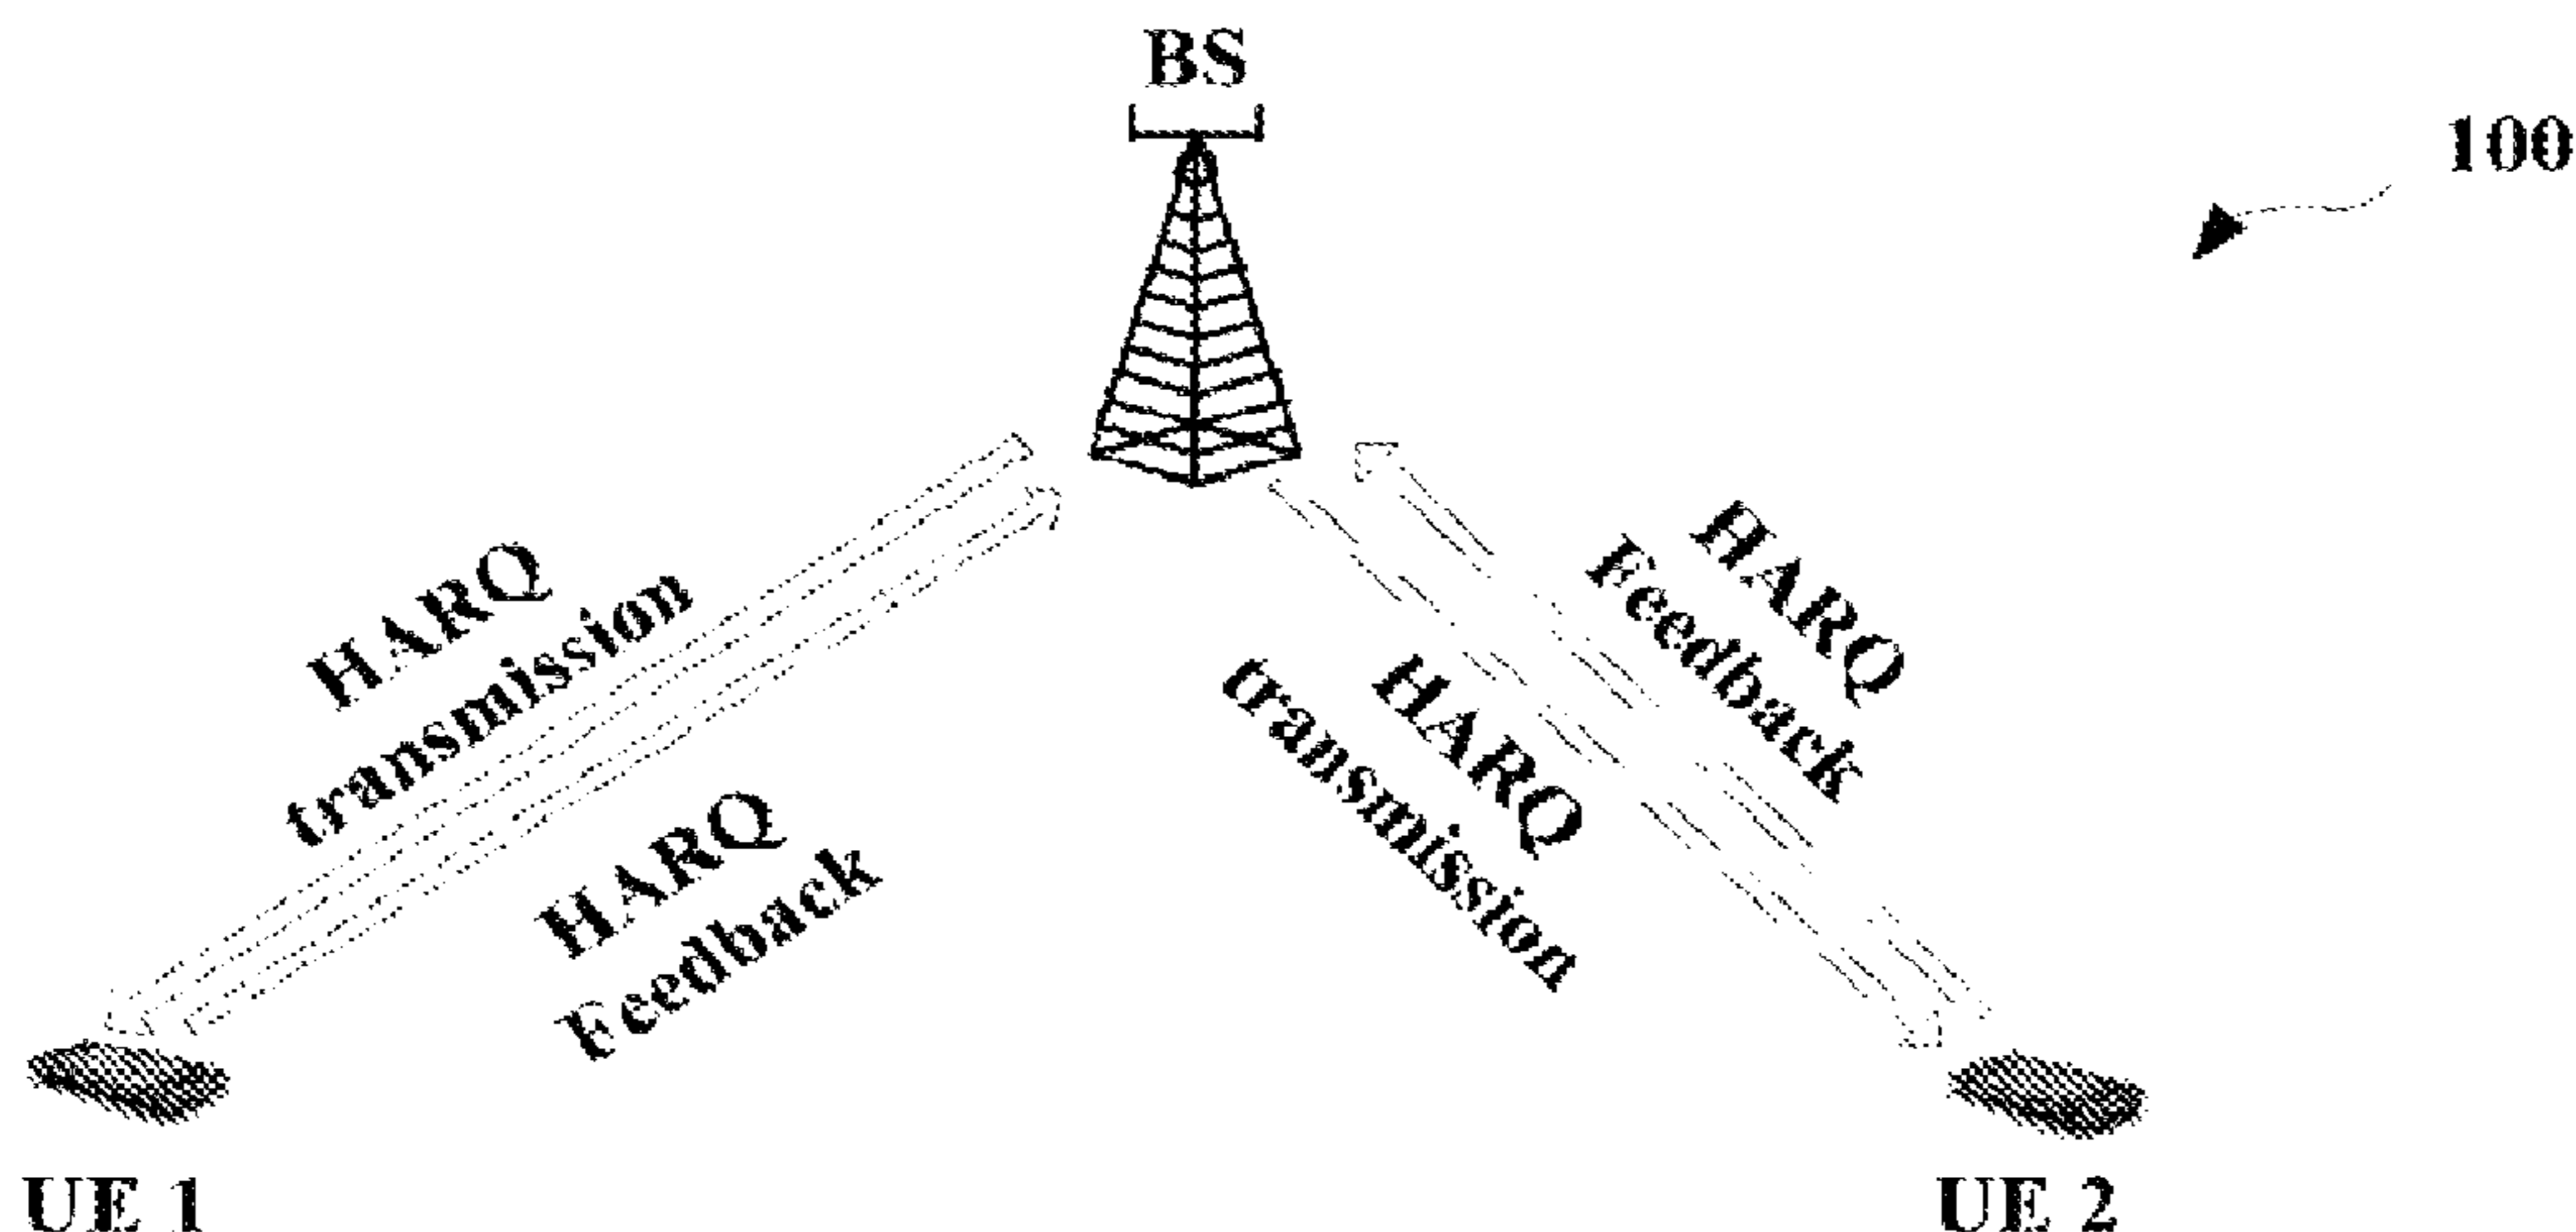 BS
100
HARQ
transmission
HARQ
Feedback
HARQ
transmission
HARQ
Feedback
UE 1
UE 2